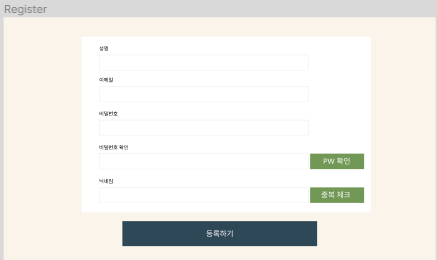 Register
성명
이메일
비밀번호
비밀번호 확인
PW 확인
닉네임
중복 체크
등록하기